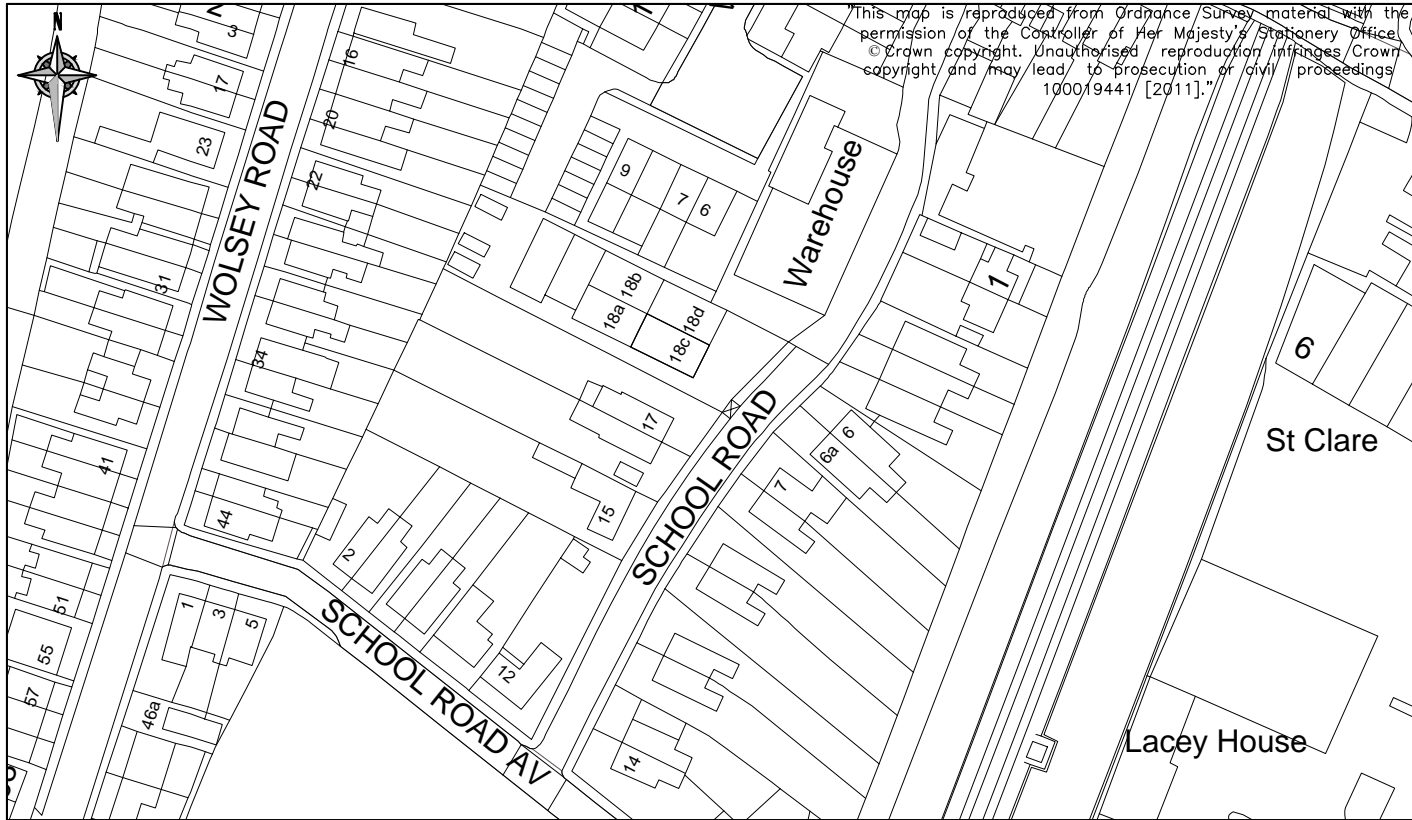 "This map is reproduced from Ordnance Survey material with the
permission of the Controller of Her Majesty's Stationery Office
© Crown copyright. Unauthorised reproduction infringes Crown
copyright and may lead to prosecution or civil proceedings
100019441 [2011]."
N
3
17
23
31
41
51
55
57
WOLSEY ROAD
16
20
22
34
44
9
7
6
18b
18a
18d
18c
Warehouse
1
17
15
SCHOOL ROAD
6
6a
7
14
2
12
SCHOOL ROAD AV
1
3
5
46a
6
St Clare
Lacey House